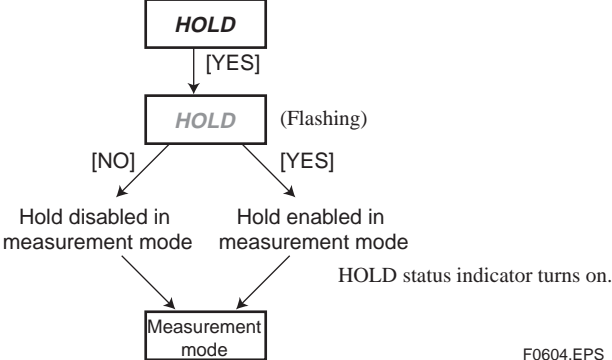 HOLD
[YES]
HOLD
(Flashing)
[NO]
[YES]
Hold disabled in
measurement mode
Hold enabled in
measurement mode
HOLD status indicator turns on.
Measurement
mode
F0604.EPS